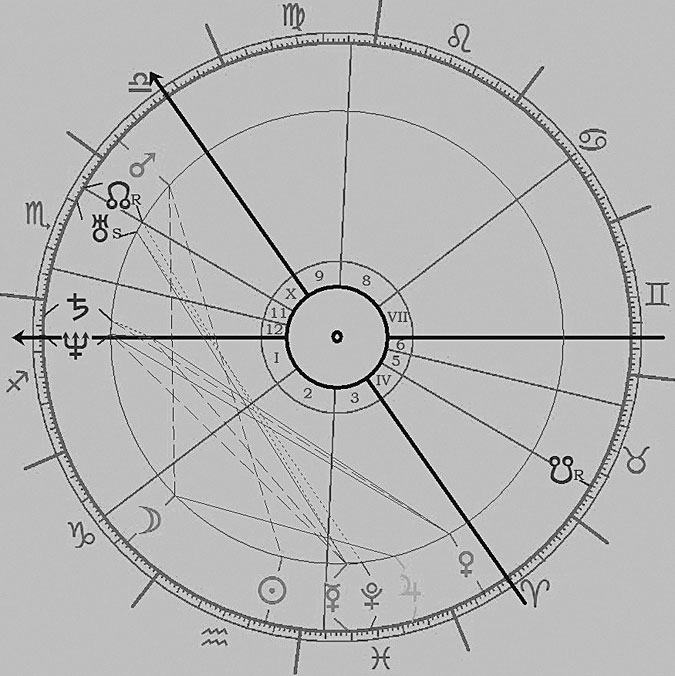 ♍
♌
♎
♋
♂
☊R
♏
♅S
9 8
X
♊
♄
11 VII
12
♆
6
I 5
♐
IV
2 3
♉
☋R
♑ ☽
♀
☉ ☿ ♇ ♃ ♈
♒
♓